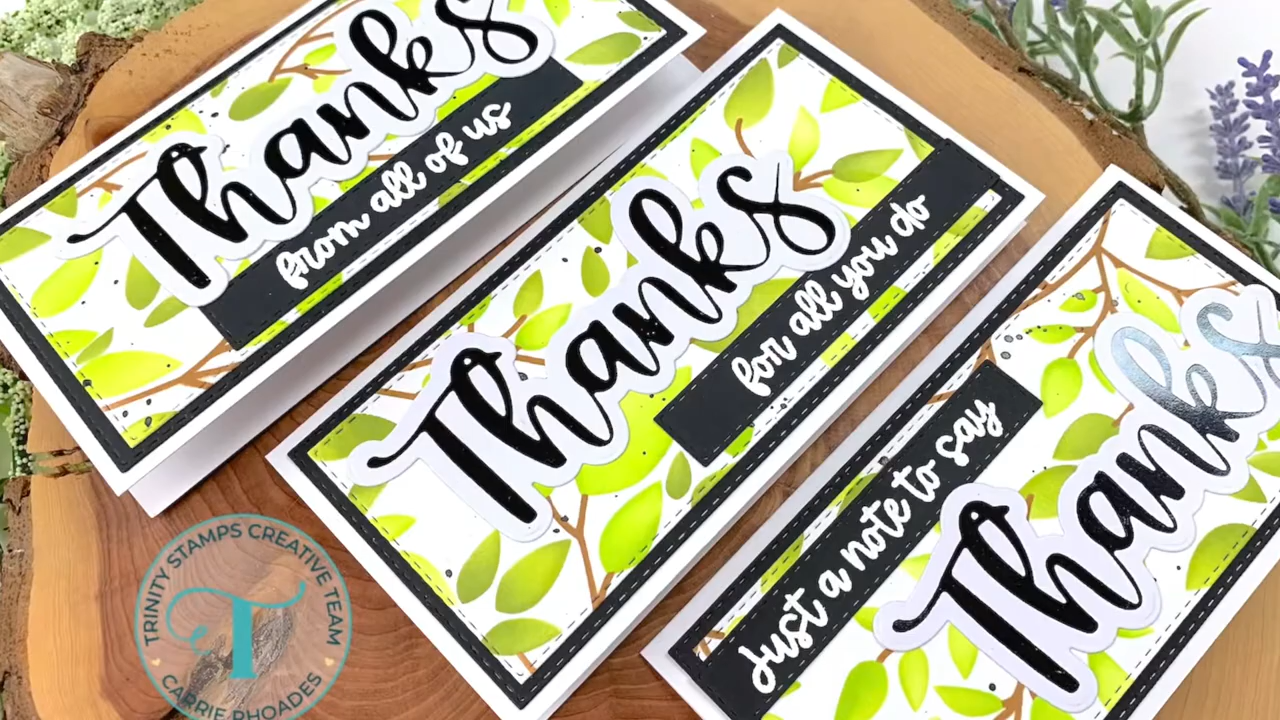 Thanks
from all of us
Thanks
for all you do
Just a note to say
Thanks
TRINITY STAMPS CREATIVE TEAM
T
CARRIE RHOADES